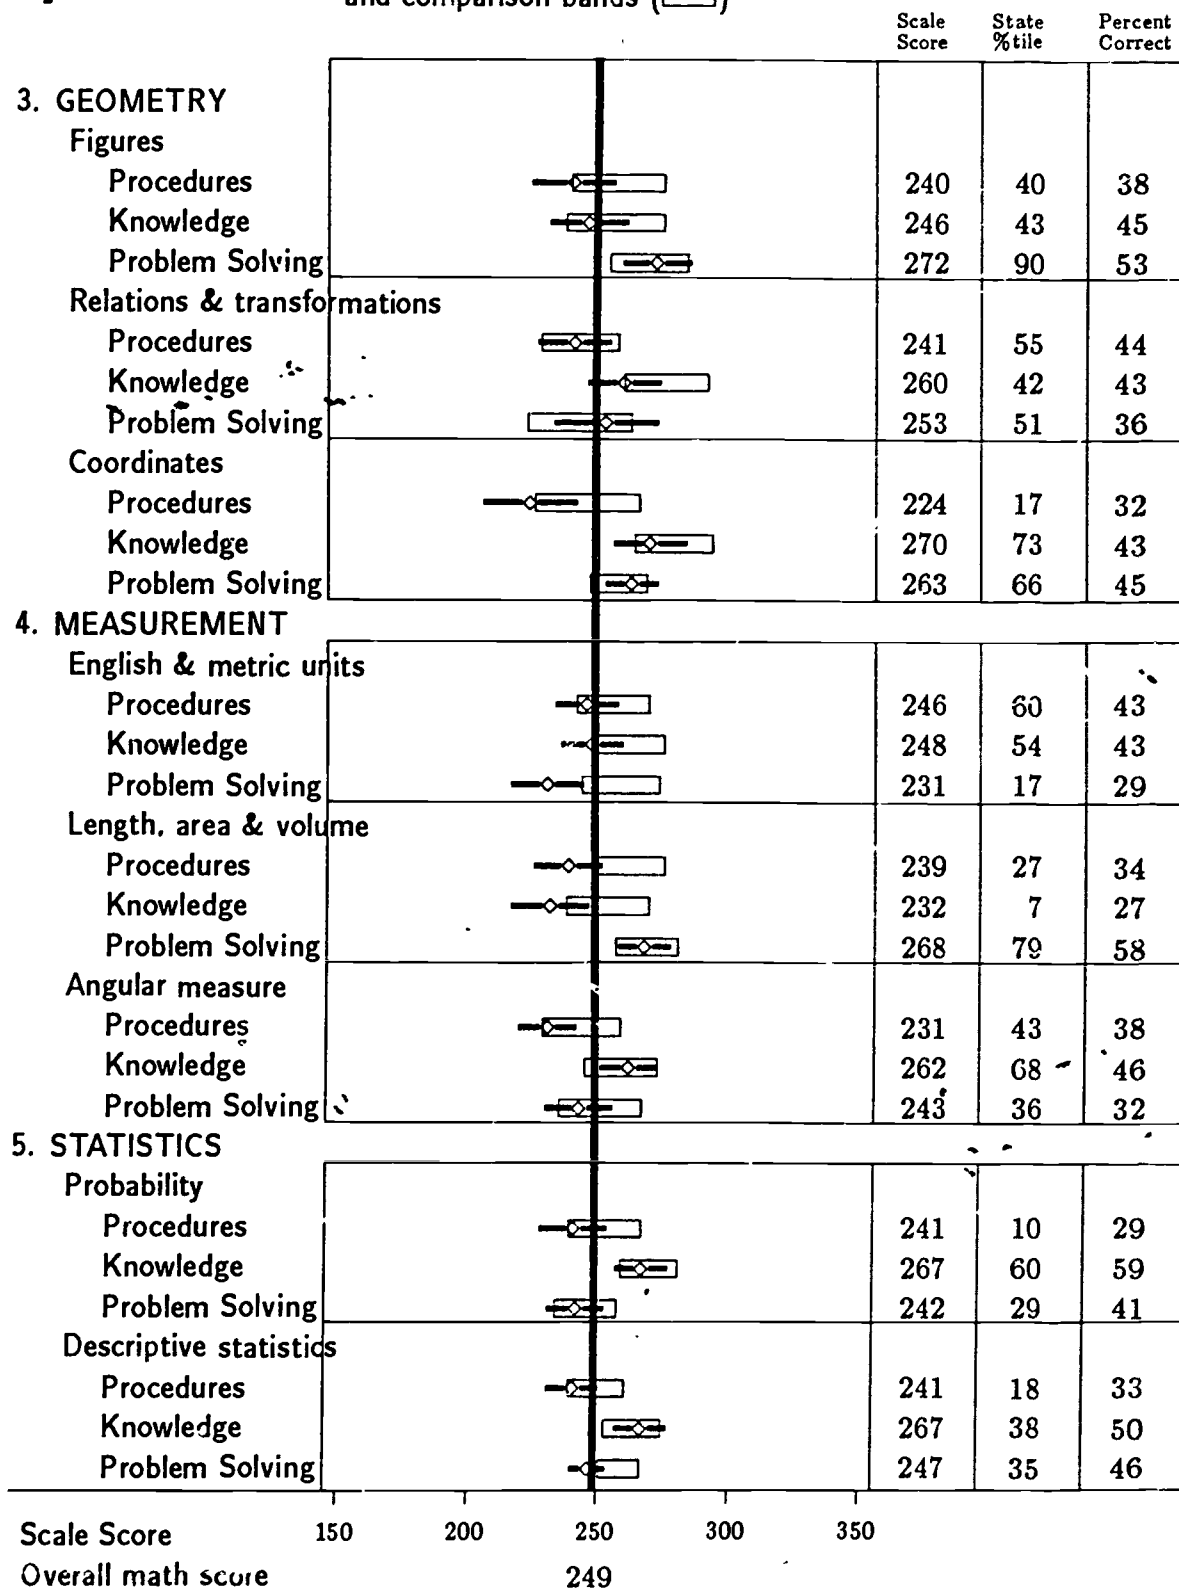 and comparison bands (▭)
Scale State Percent
Score %tile Correct
3. GEOMETRY
Figures
Procedures 240 40 38
Knowledge 246 43 45
Problem Solving 272 90 53
Relations & transformations
Procedures 241 55 44
Knowledge 260 42 43
Problem Solving 253 51 36
Coordinates
Procedures 224 17 32
Knowledge 270 73 43
Problem Solving 263 66 45
4. MEASUREMENT
English & metric units
Procedures 246 60 43
Knowledge 248 54 43
Problem Solving 231 17 29
Length, area & volume
Procedures 239 27 34
Knowledge 232 7 27
Problem Solving 268 79 58
Angular measure
Procedures 231 43 38
Knowledge 262 68 46
Problem Solving 243 36 32
5. STATISTICS
Probability
Procedures 241 10 29
Knowledge 267 60 59
Problem Solving 242 29 41
Descriptive statistics
Procedures 241 18 33
Knowledge 267 38 50
Problem Solving 247 35 46
Scale Score 150 200 250 300 350
Overall math score 249